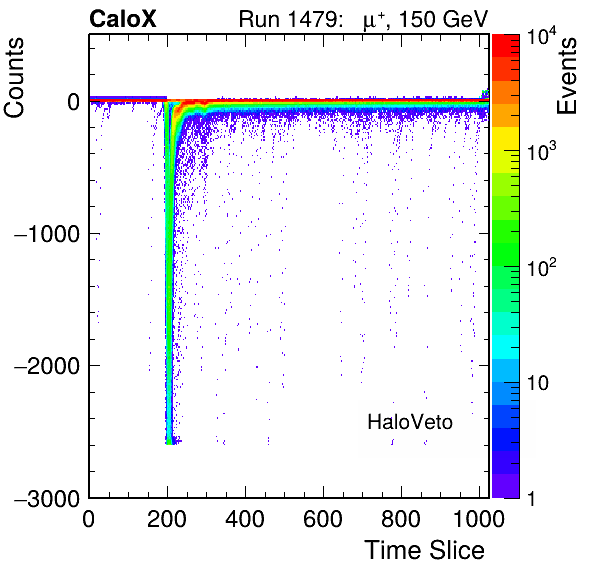 CaloX Run 1479: μ⁺, 150 GeV
Counts
0
−1000
−2000
−3000
0 200 400 600 800 1000
Time Slice
HaloVeto
Events
10⁴
10³
10²
10
1